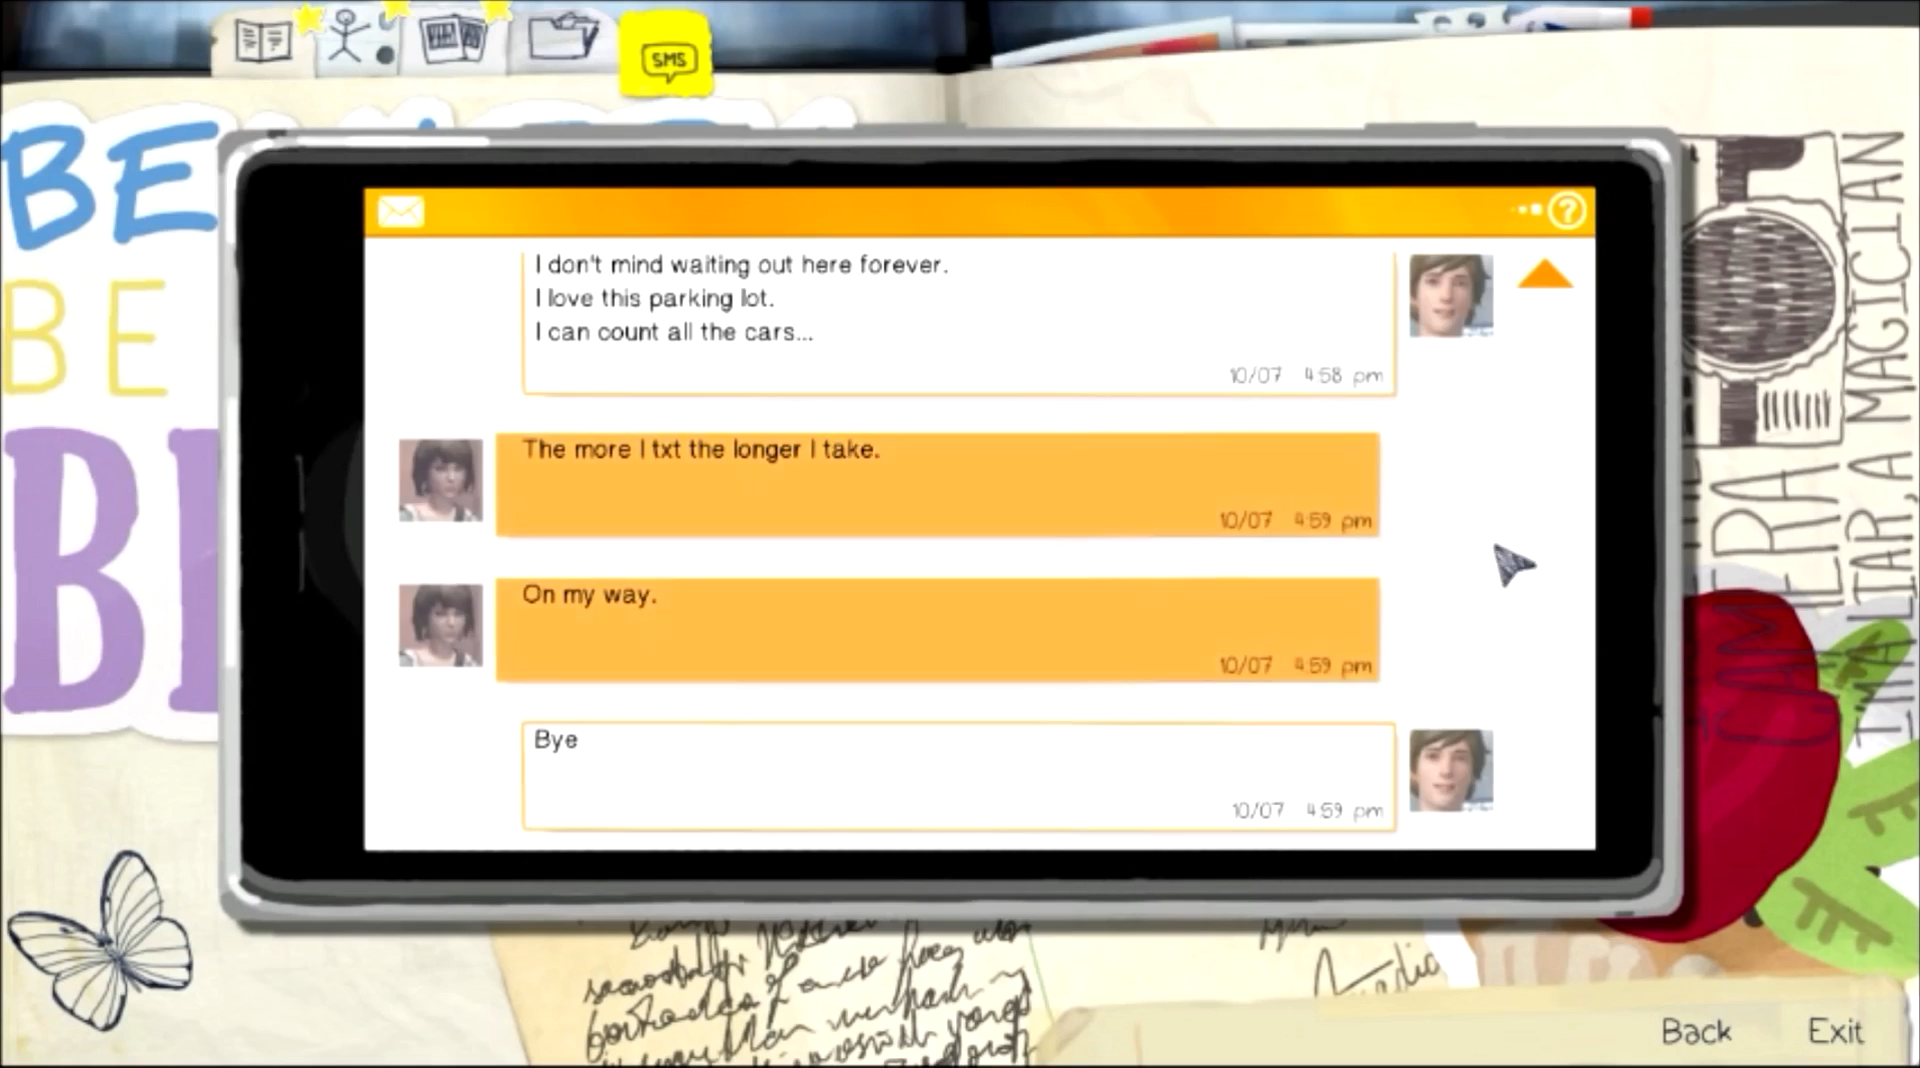 SMS
BE
BE
I don't mind waiting out here forever.
I love this parking lot.
I can count all the cars...
10/07 4:58 pm
The more I txt the longer I take.
10/07 4:59 pm
On my way.
10/07 4:59 pm
Bye
10/07 4:59 pm
CAMERA
LIAR, A MAGICIAN
Back
Exit